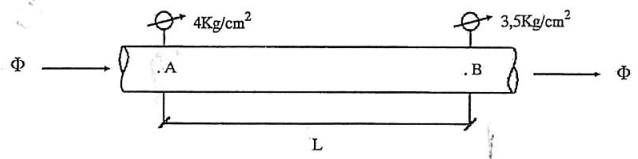 4Kg/cm²
3,5Kg/cm²
Φ
.A
.B
Φ
L